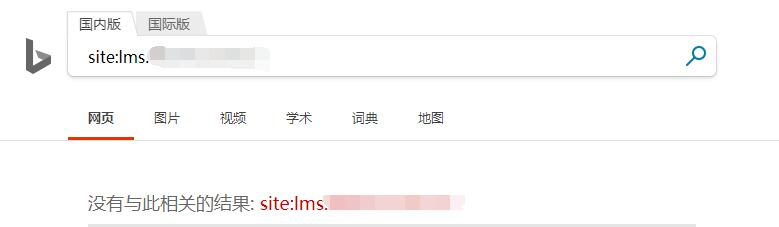 国内版 国际版
site:lms.
网页 图片 视频 学术 词典 地图
没有与此相关的结果: site:lms.